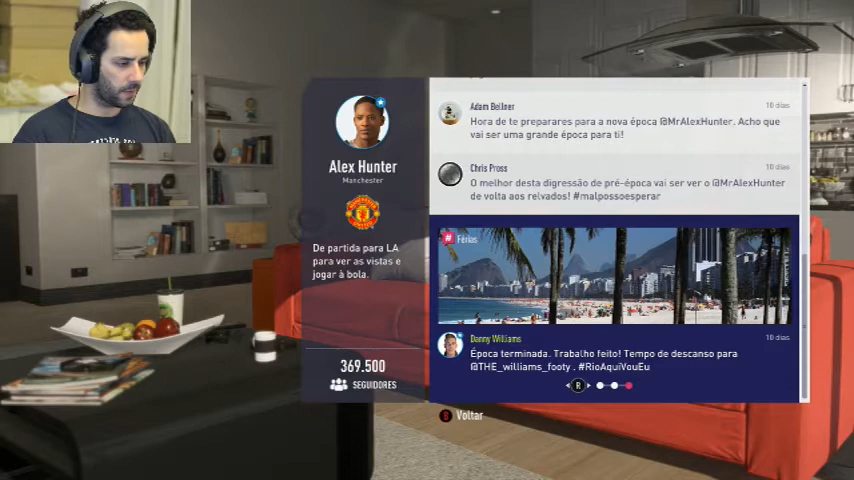 Alex Hunter
Manchester
De partida para LA
para ver as vistas e
jogar à bola.
369.500
SEGUIDORES
Adam Bellner
10 dias
Hora de te preparares para a nova época @MrAlexHunter. Acho que
vai ser uma grande época para ti!
Chris Pross
10 dias
O melhor desta digressão de pré-época vai ser ver o @MrAlexHunter
de volta aos relvados! #malpossoesperar
# Férias
Danny Williams
10 dias
Época terminada. Trabalho feito! Tempo de descanso para
@THE_williams_footy . #RioAquiVouEu
R
B Voltar